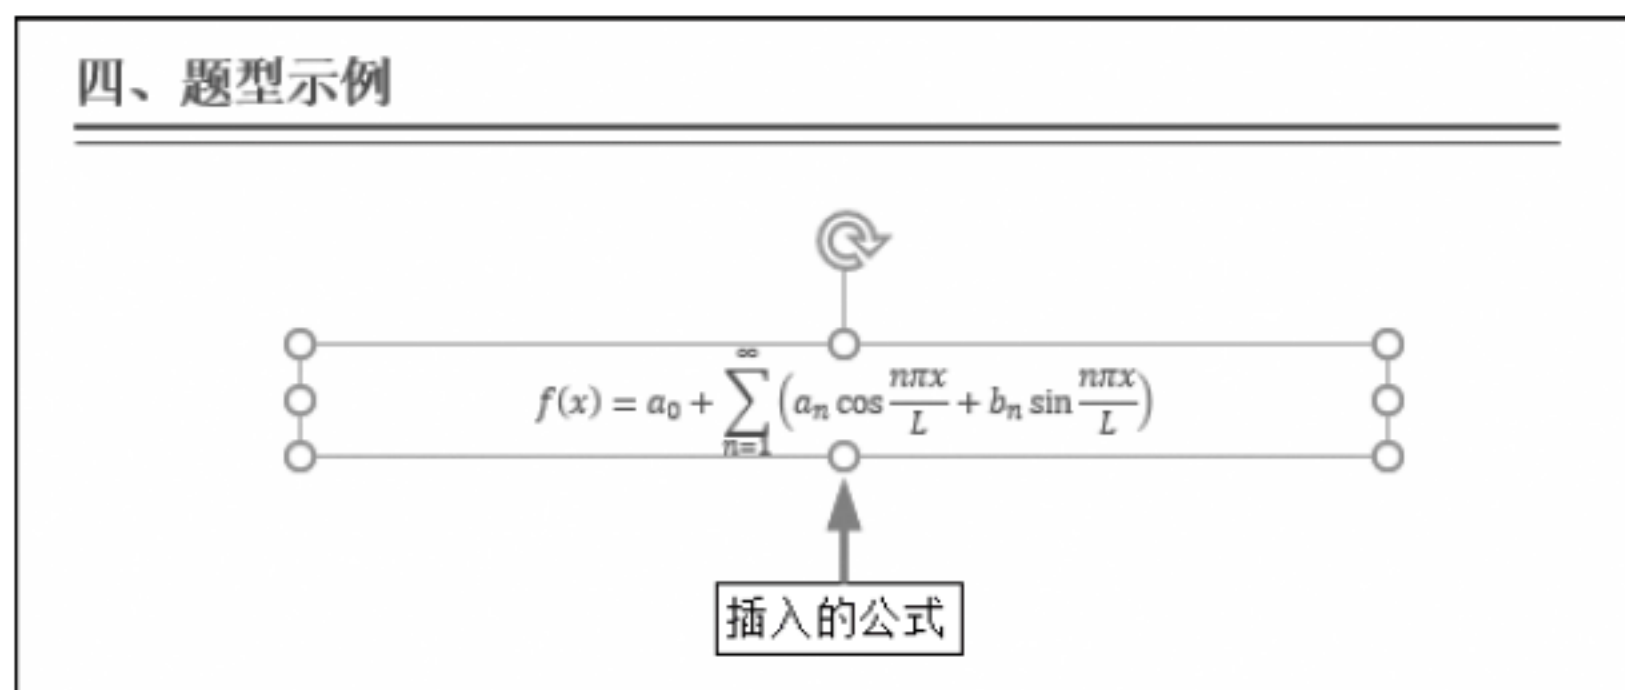 四、题型示例
f(x) = a₀ + ∑_{n=1}^{∞} (aₙ cos nπx/L + bₙ sin nπx/L)
插入的公式